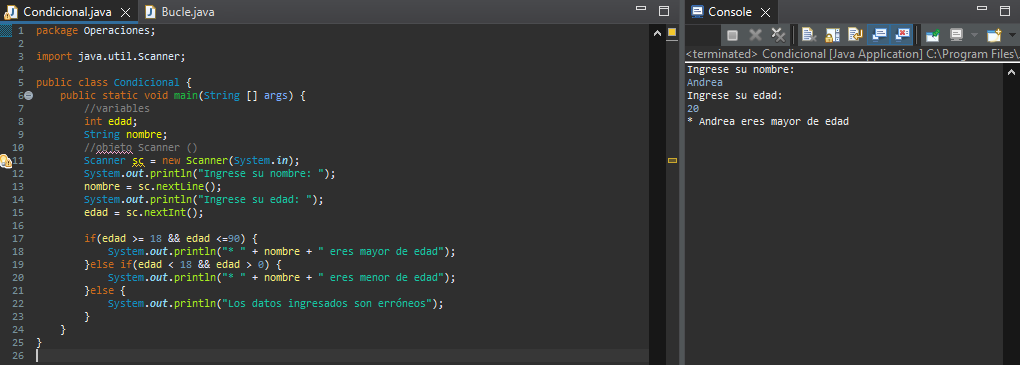 Condicional.java
Bucle.java
1 package Operaciones;
2
3 import java.util.Scanner;
4
5 public class Condicional {
6 public static void main(String [] args) {
7 //variables
8 int edad;
9 String nombre;
10 //objeto Scanner ()
11 Scanner sc = new Scanner(System.in);
12 System.out.println("Ingrese su nombre: ");
13 nombre = sc.nextLine();
14 System.out.println("Ingrese su edad: ");
15 edad = sc.nextInt();
16
17 if(edad >= 18 && edad <=90) {
18 System.out.println("* " + nombre + " eres mayor de edad");
19 }else if(edad < 18 && edad > 0) {
20 System.out.println("* " + nombre + " eres menor de edad");
21 }else {
22 System.out.println("Los datos ingresados son erróneos");
23 }
24 }
25 }
26
Console
<terminated> Condicional [Java Application] C:\Program Files\
Ingrese su nombre:
Andrea
Ingrese su edad:
20
* Andrea eres mayor de edad